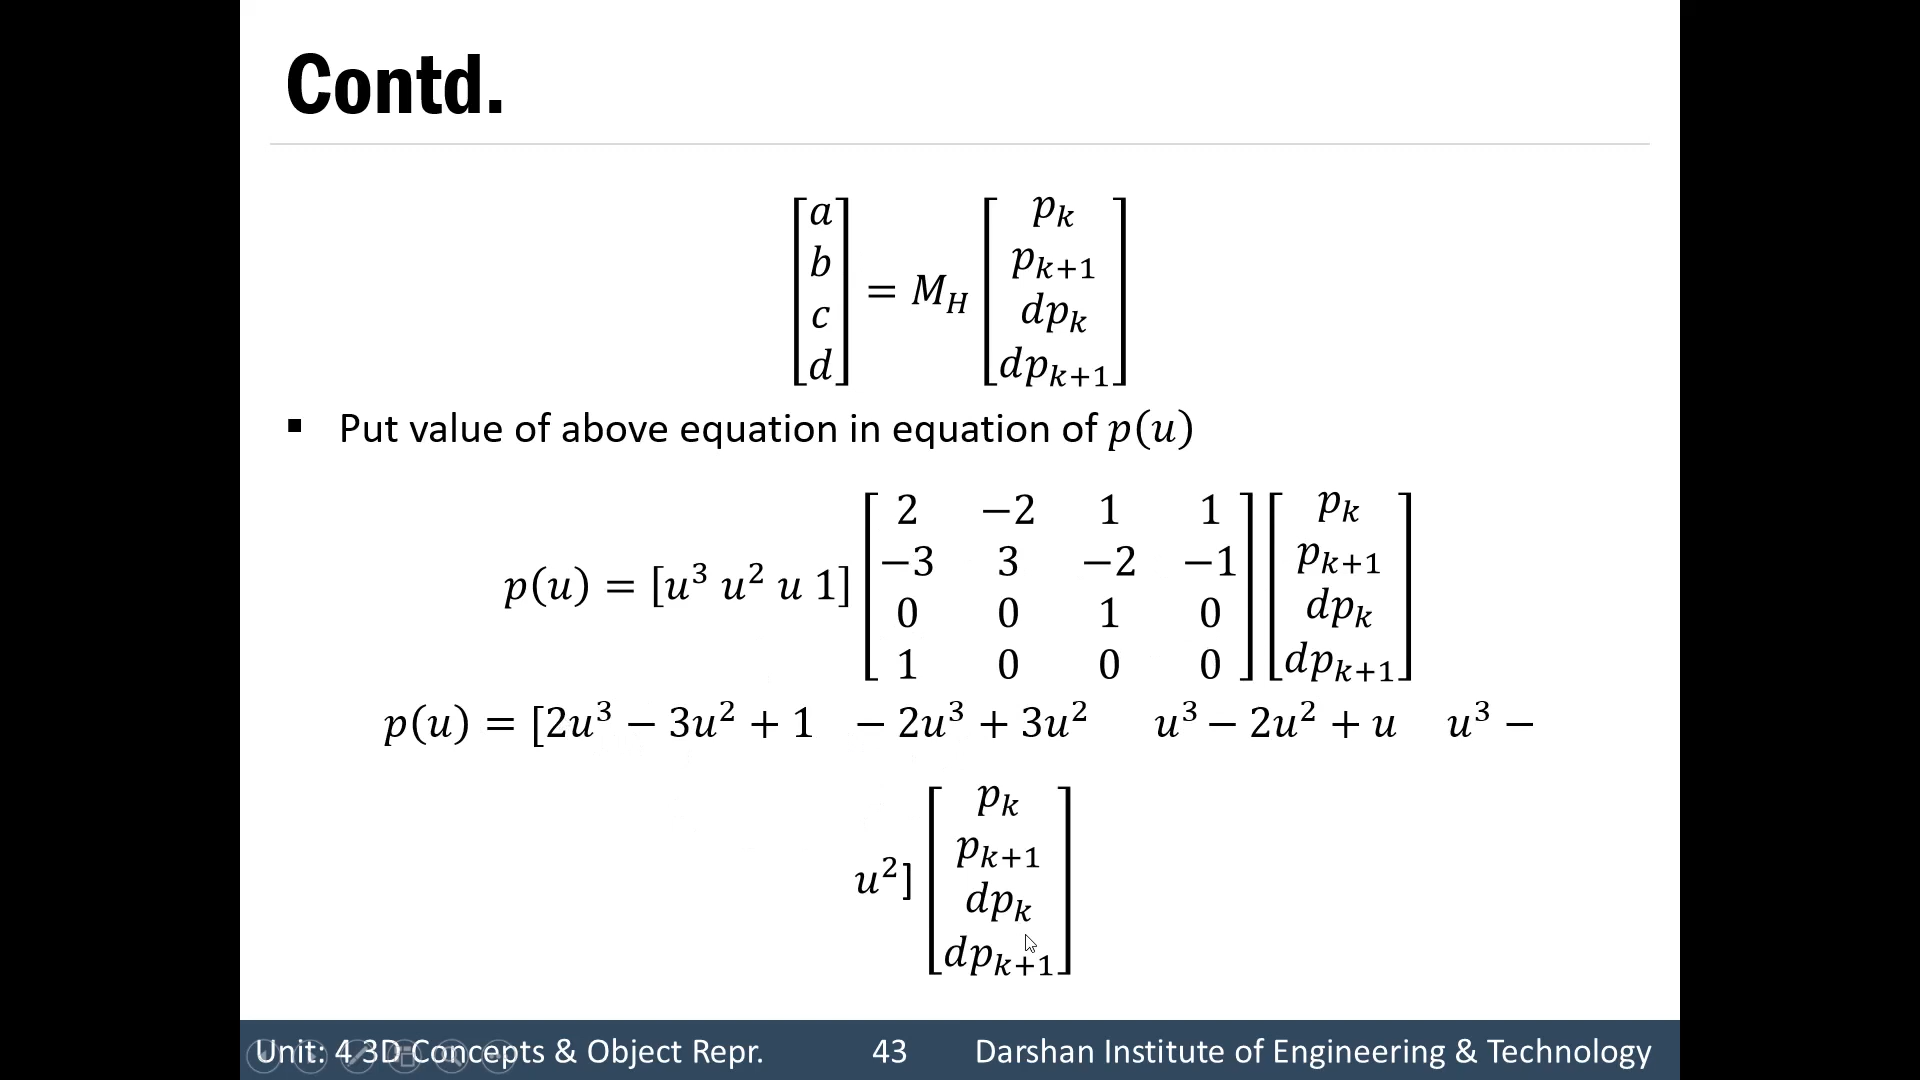 Contd.
[a b c d] = M_H [p_k p_{k+1} dp_k dp_{k+1}]
▪ Put value of above equation in equation of p(u)
p(u) = [u³ u² u 1] [2 −2 1 1
−3 3 −2 −1
0 0 1 0
1 0 0 0] [p_k p_{k+1} dp_k dp_{k+1}]
p(u) = [2u³ − 3u² + 1 − 2u³ + 3u² u³ − 2u² + u u³ −
u²] [p_k p_{k+1} dp_k dp_{k+1}]
Unit: 4 3D Concepts & Object Repr. 43 Darshan Institute of Engineering & Technology